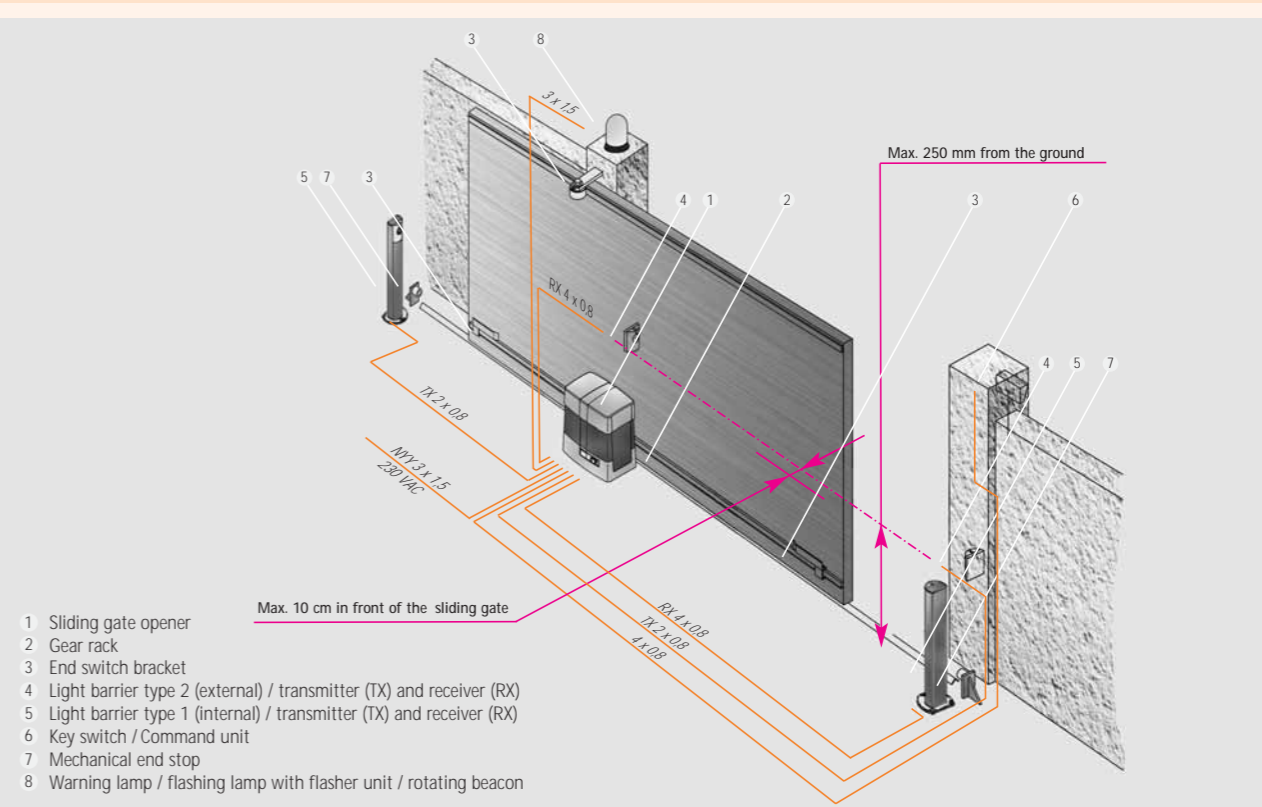 3
8
3 x 1.5
Max. 250 mm from the ground
5
7
3
4
1
2
3
6
RX 4 x 0,8
4
5
7
TX 2 x 0,8
NYY 3 x 1.5
230 VAC
Max. 10 cm in front of the sliding gate
RX 4 x 0,8
TX 2 x 0,8
4 x 0,8
1 Sliding gate opener
2 Gear rack
3 End switch bracket
4 Light barrier type 2 (external) / transmitter (TX) and receiver (RX)
5 Light barrier type 1 (internal) / transmitter (TX) and receiver (RX)
6 Key switch / Command unit
7 Mechanical end stop
8 Warning lamp / flashing lamp with flasher unit / rotating beacon